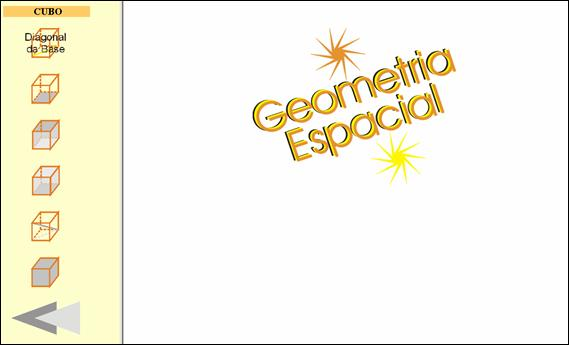 CUBO
Diagonal
da Base
Geometria
Espacial